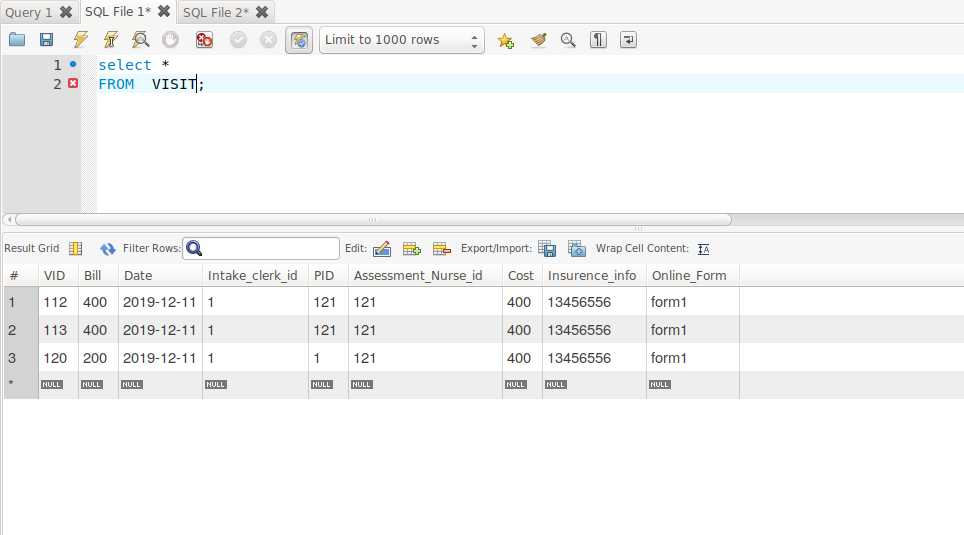 Query 1 SQL File 1* SQL File 2*
Limit to 1000 rows
1 select *
2 FROM VISIT;
Result Grid Filter Rows: Edit: Export/Import: Wrap Cell Content:
# VID Bill Date Intake_clerk_id PID Assessment_Nurse_id Cost Insurence_info Online_Form
1 112 400 2019-12-11 1 121 121 400 13456556 form1
2 113 400 2019-12-11 1 121 121 400 13456556 form1
3 120 200 2019-12-11 1 1 121 400 13456556 form1
* NULL NULL NULL NULL NULL NULL NULL NULL NULL